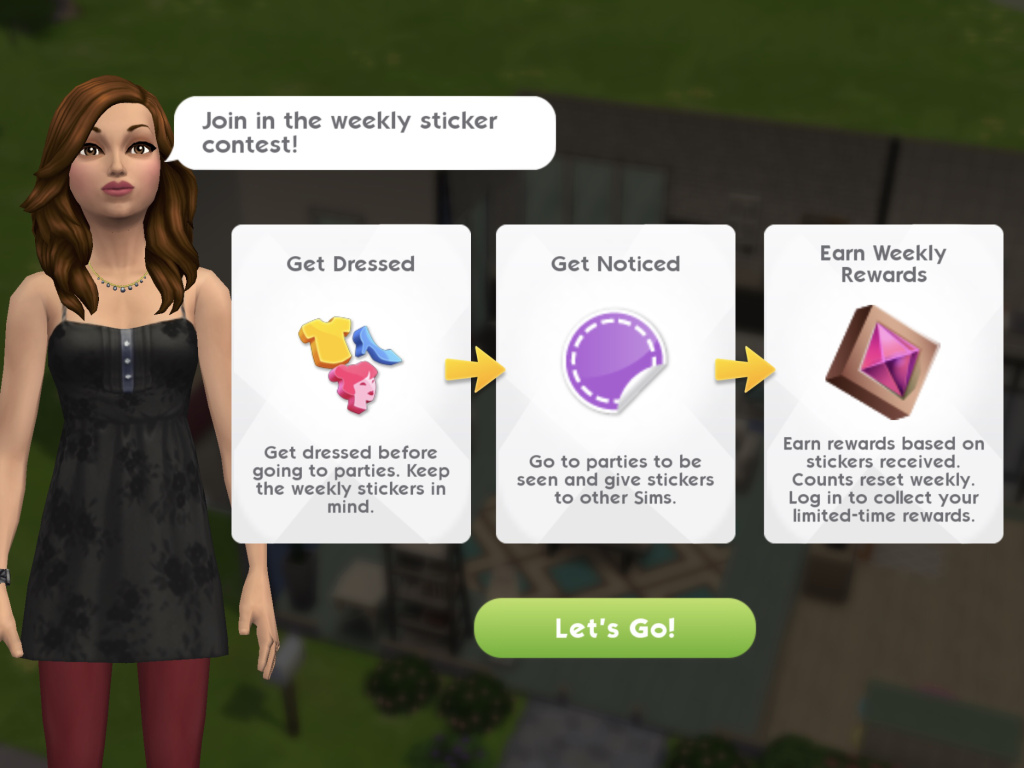 Join in the weekly sticker
contest!
Get Dressed
Get dressed before
going to parties. Keep
the weekly stickers in
mind.
Get Noticed
Go to parties to be
seen and give stickers
to other Sims.
Earn Weekly
Rewards
Earn rewards based on
stickers received.
Counts reset weekly.
Log in to collect your
limited-time rewards.
Let's Go!